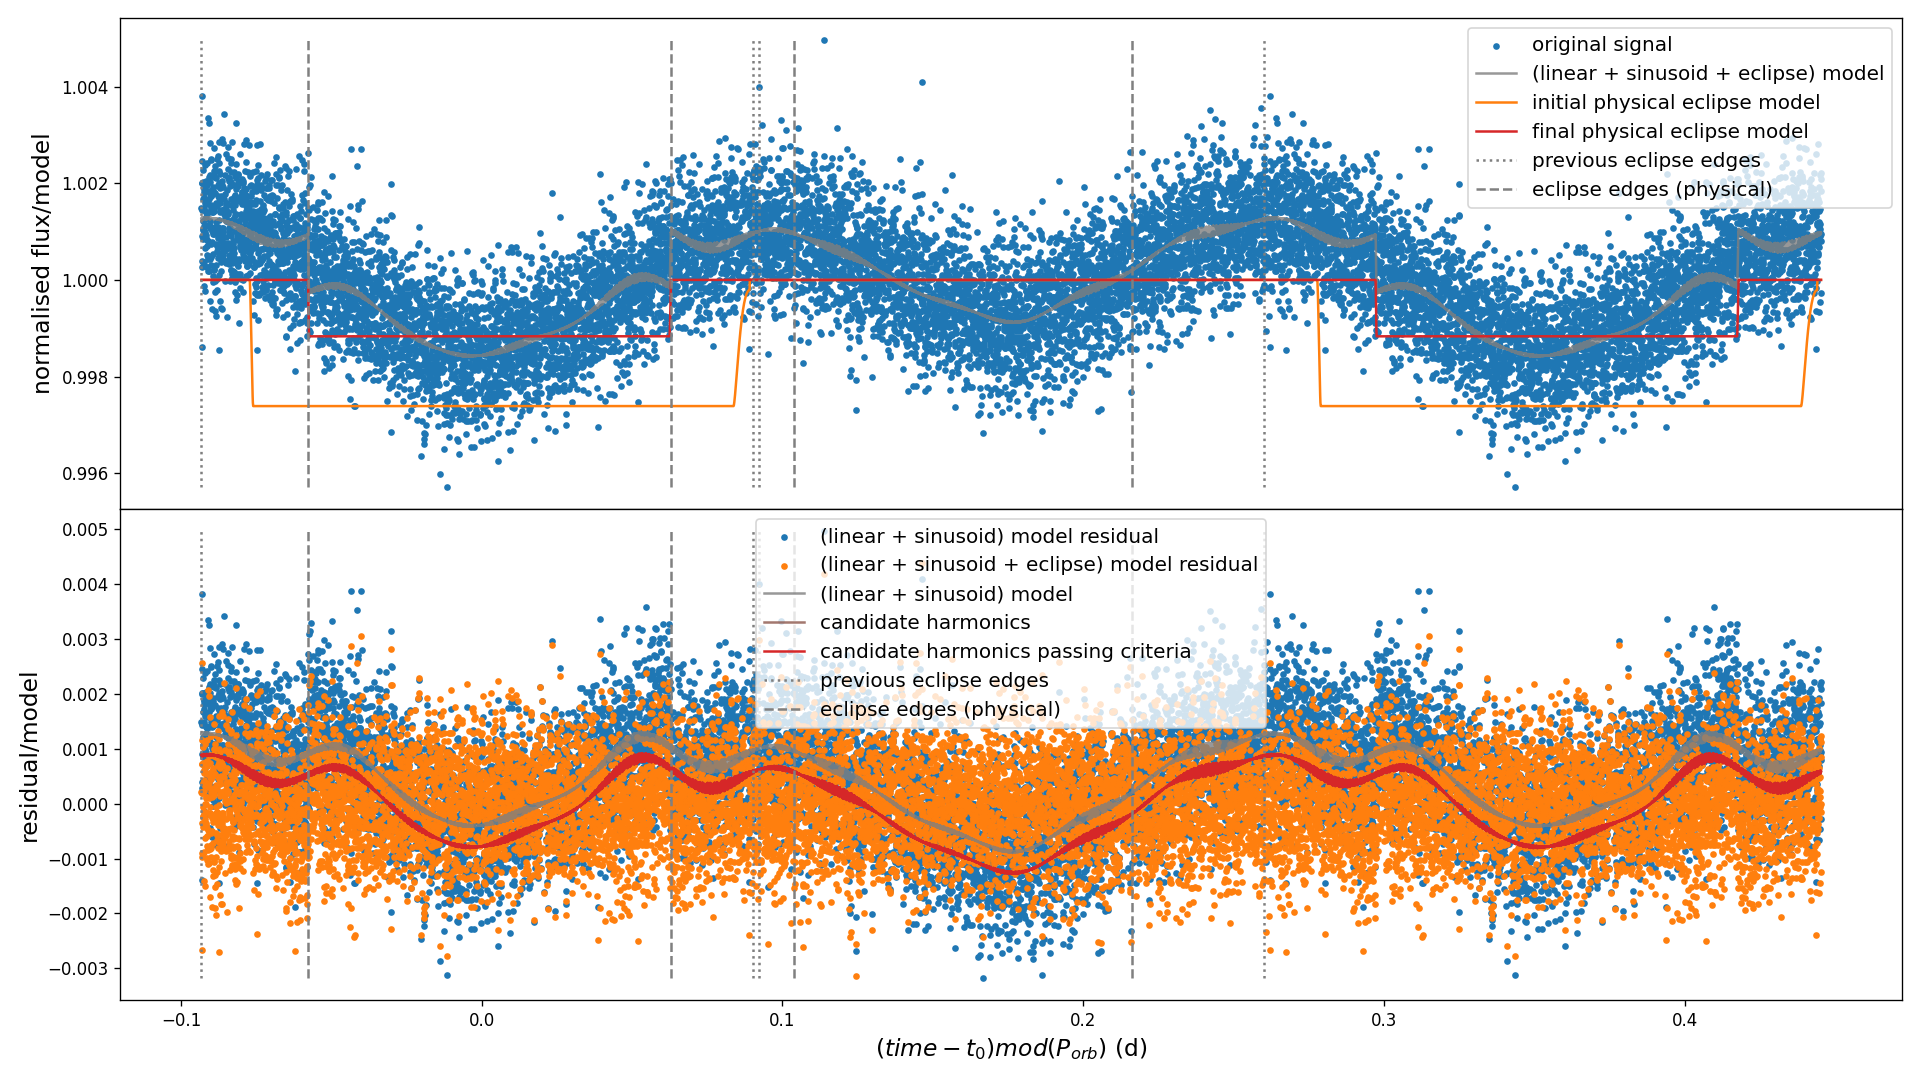 normalised flux/model
1.004
1.002
1.000
0.998
0.996
original signal
(linear + sinusoid + eclipse) model
initial physical eclipse model
final physical eclipse model
previous eclipse edges
eclipse edges (physical)
residual/model
0.005
0.004
0.003
0.002
0.001
0.000
−0.001
−0.002
−0.003
(linear + sinusoid) model residual
(linear + sinusoid + eclipse) model residual
(linear + sinusoid) model
candidate harmonics
candidate harmonics passing criteria
previous eclipse edges
eclipse edges (physical)
−0.1 0.0 0.1 0.2 0.3 0.4
(time − t₀)mod(Pₒᵣb) (d)